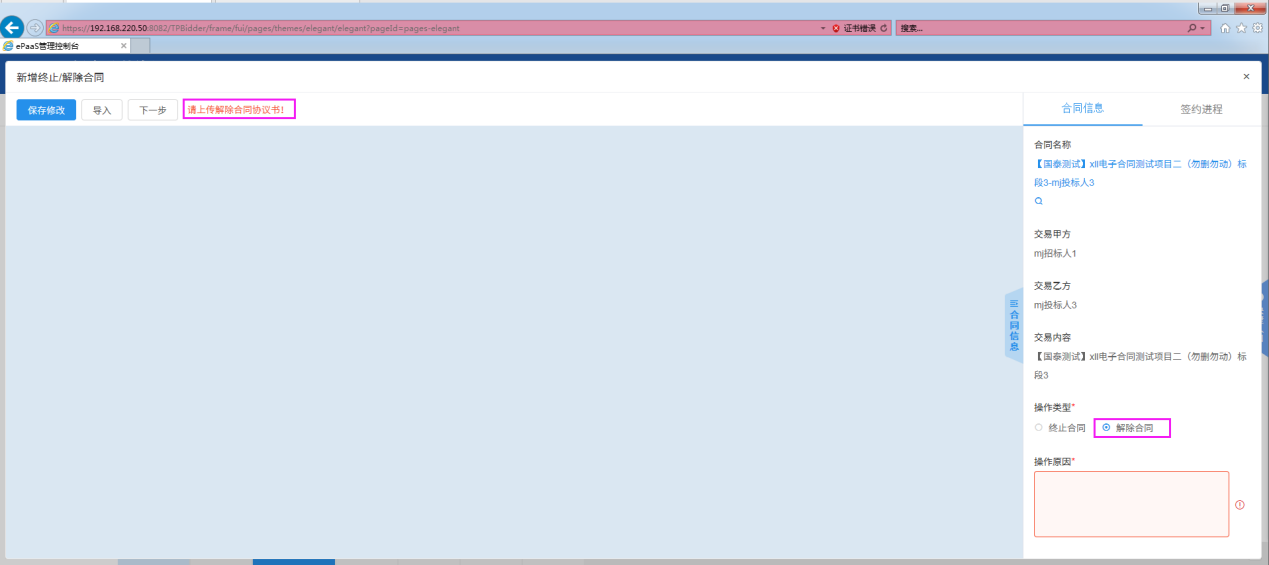 https://192.168.220.50:8082/TPBidder/frame/fui/pages/themes/elegant/elegant?pageId=pages-elegant
证书错误
搜索...
ePaaS管理控制台
新增终止/解除合同
保存修改
导入
下一步
请上传解除合同协议书!
合同信息
签约进程
合同名称
【国泰测试】xll电子合同测试项目二（勿删勿动）标
段3-mj投标人3
交易甲方
mj招标人1
交易乙方
mj投标人3
合同信息
交易内容
【国泰测试】xll电子合同测试项目二（勿删勿动）标
段3
操作类型*
终止合同
解除合同
操作原因*